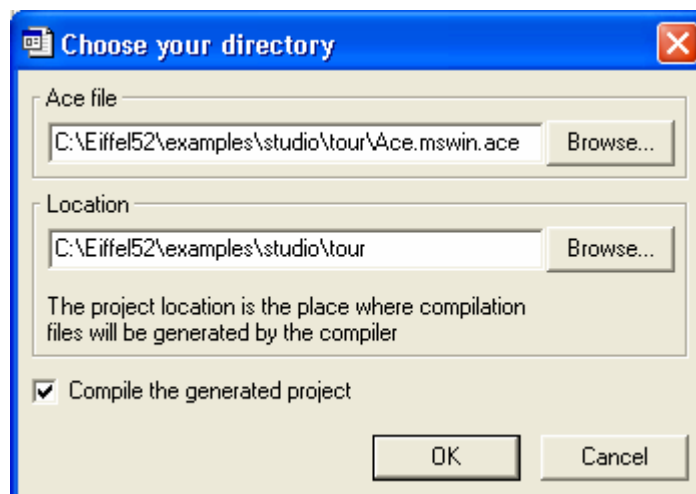 Choose your directory
Ace file
C:\Eiffel52\examples\studio\tour\Ace.mswin.ace
Browse...
Location
C:\Eiffel52\examples\studio\tour
Browse...
The project location is the place where compilation
files will be generated by the compiler
Compile the generated project
OK
Cancel